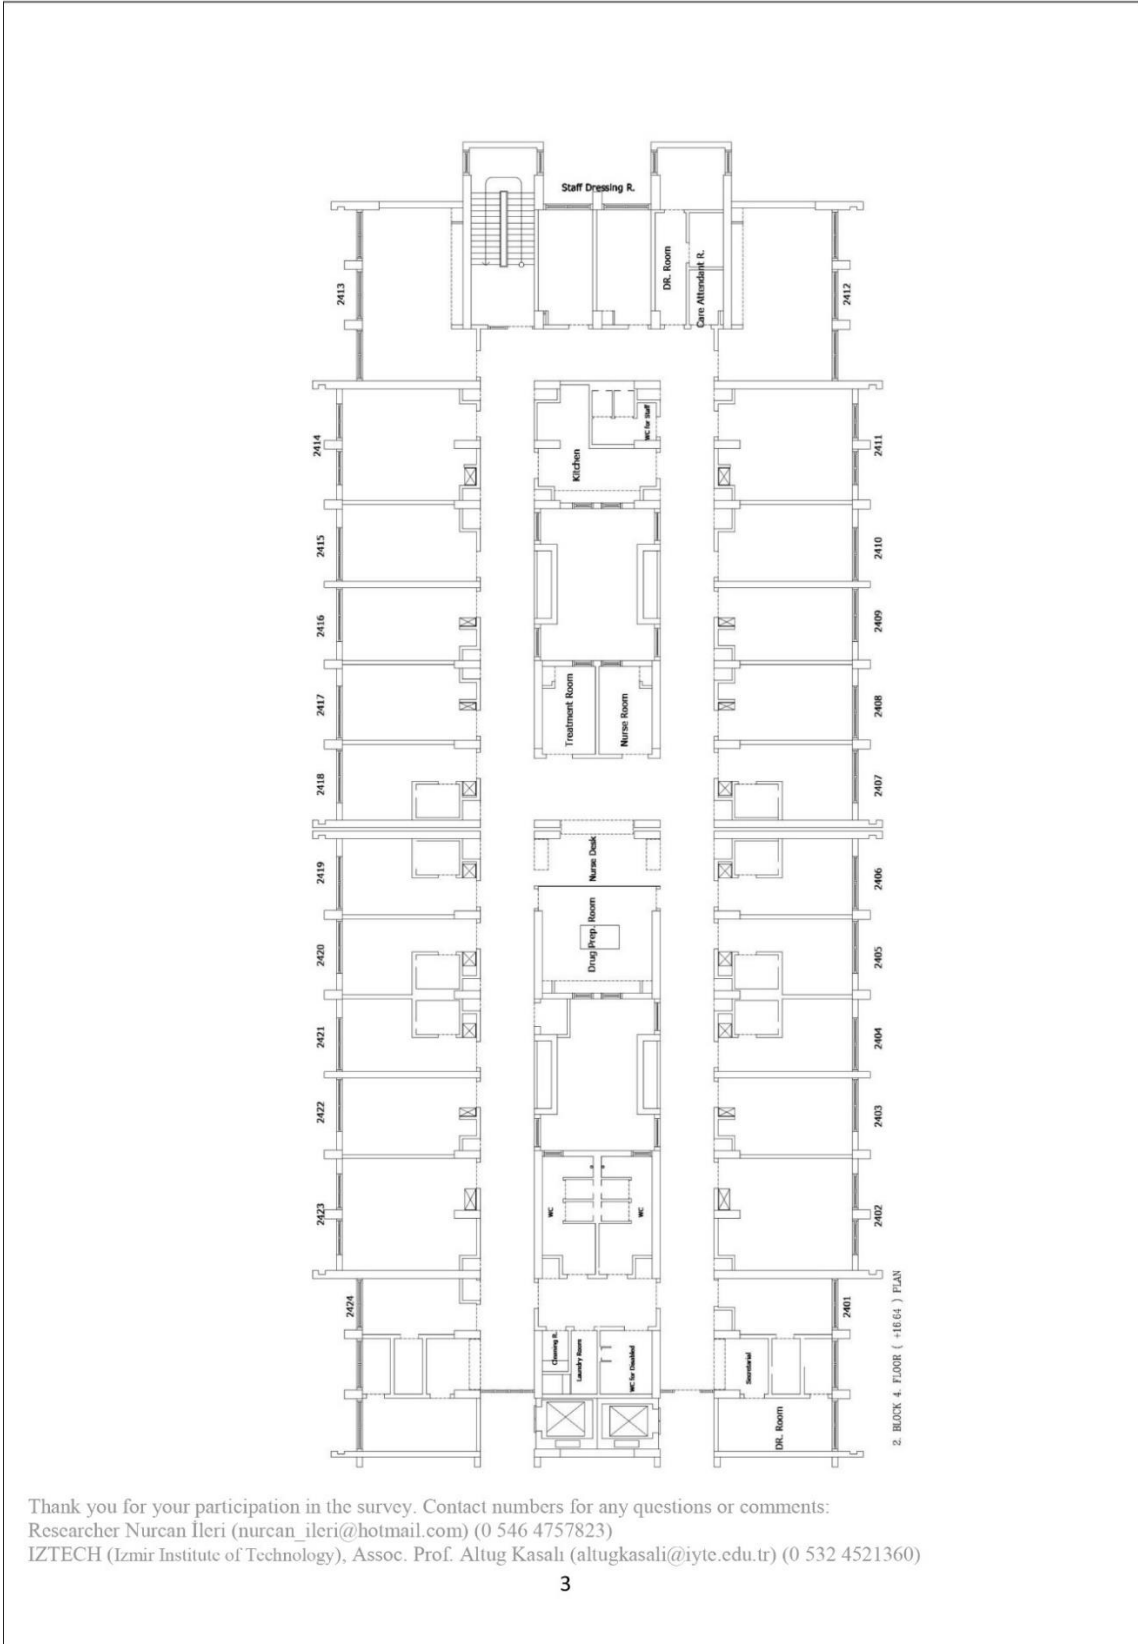 Staff Dressing R.
DR. Room
Care Attendant R.
2413
2412
2414
Kitchen
WC for Staff
2411
2415
2410
2416
2409
2417
Treatment Room
Nurse Room
2408
2418
2407
2419
Nurse Desk
2406
2420
Drug Prep. Room
2405
2421
2404
2422
2403
2423
WC
WC
2402
2424
2401
Cleaning R.
Laundry Room
WC for Disabled
Secretarial
DR. Room
2. BLOCK 4. FLOOR ( +16.64 ) PLAN
Thank you for your participation in the survey. Contact numbers for any questions or comments:
Researcher Nurcan İleri (nurcan_ileri@hotmail.com) (0 546 4757823)
IZTECH (Izmir Institute of Technology), Assoc. Prof. Altug Kasalı (altugkasali@iyte.edu.tr) (0 532 4521360)
3